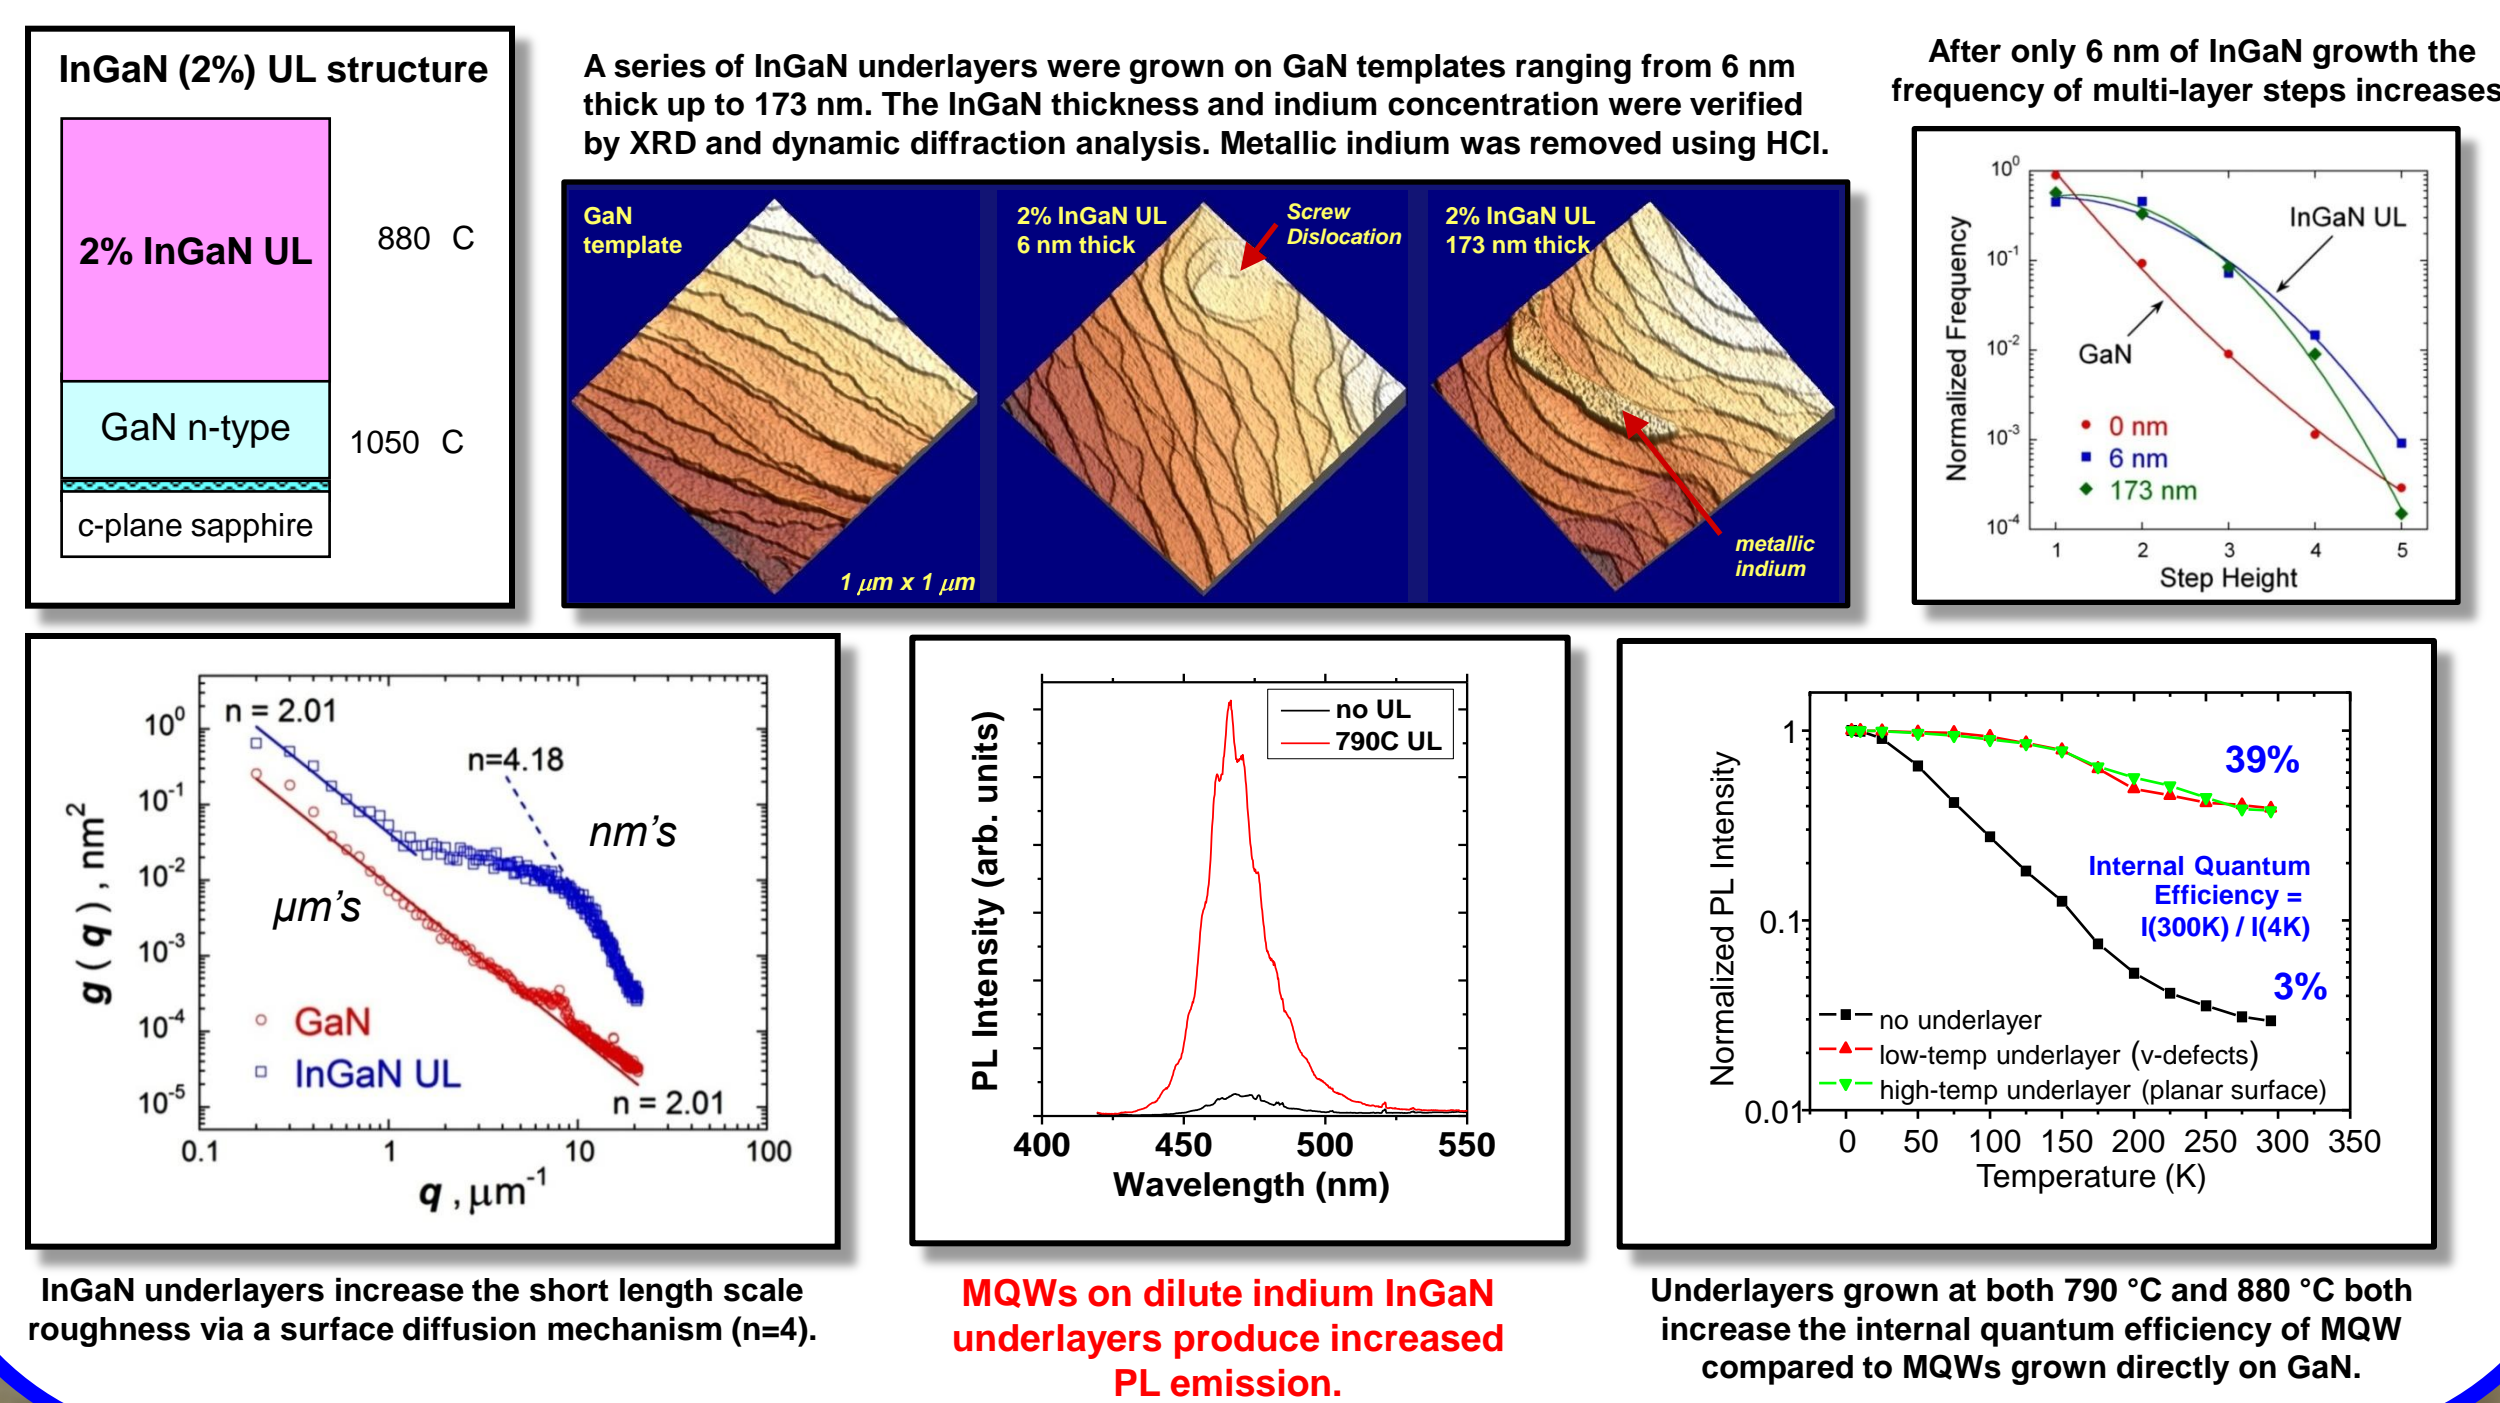 InGaN (2%) UL structure
2% InGaN UL
880 C
GaN n-type
1050 C
c-plane sapphire
A series of InGaN underlayers were grown on GaN templates ranging from 6 nm
thick up to 173 nm. The InGaN thickness and indium concentration were verified
by XRD and dynamic diffraction analysis. Metallic indium was removed using HCl.
GaN
template
1 μm x 1 μm
2% InGaN UL
6 nm thick
Screw
Dislocation
2% InGaN UL
173 nm thick
metallic
indium
After only 6 nm of InGaN growth the
frequency of multi-layer steps increases
Normalized Frequency
10⁰
10⁻¹
10⁻²
10⁻³
10⁻⁴
InGaN UL
GaN
0 nm
6 nm
173 nm
1 2 3 4 5
Step Height
g ( q ) , nm²
10⁰
10⁻¹
10⁻²
10⁻³
10⁻⁴
10⁻⁵
n = 2.01
n=4.18
nm's
μm's
GaN
InGaN UL
n = 2.01
0.1 1 10 100
q , μm⁻¹
InGaN underlayers increase the short length scale
roughness via a surface diffusion mechanism (n=4).
PL Intensity (arb. units)
no UL
790C UL
400 450 500 550
Wavelength (nm)
MQWs on dilute indium InGaN
underlayers produce increased
PL emission.
Normalized PL Intensity
1
0.1
0.01
39%
Internal Quantum
Efficiency =
I(300K) / I(4K)
3%
no underlayer
low-temp underlayer (v-defects)
high-temp underlayer (planar surface)
0 50 100 150 200 250 300 350
Temperature (K)
Underlayers grown at both 790 °C and 880 °C both
increase the internal quantum efficiency of MQW
compared to MQWs grown directly on GaN.